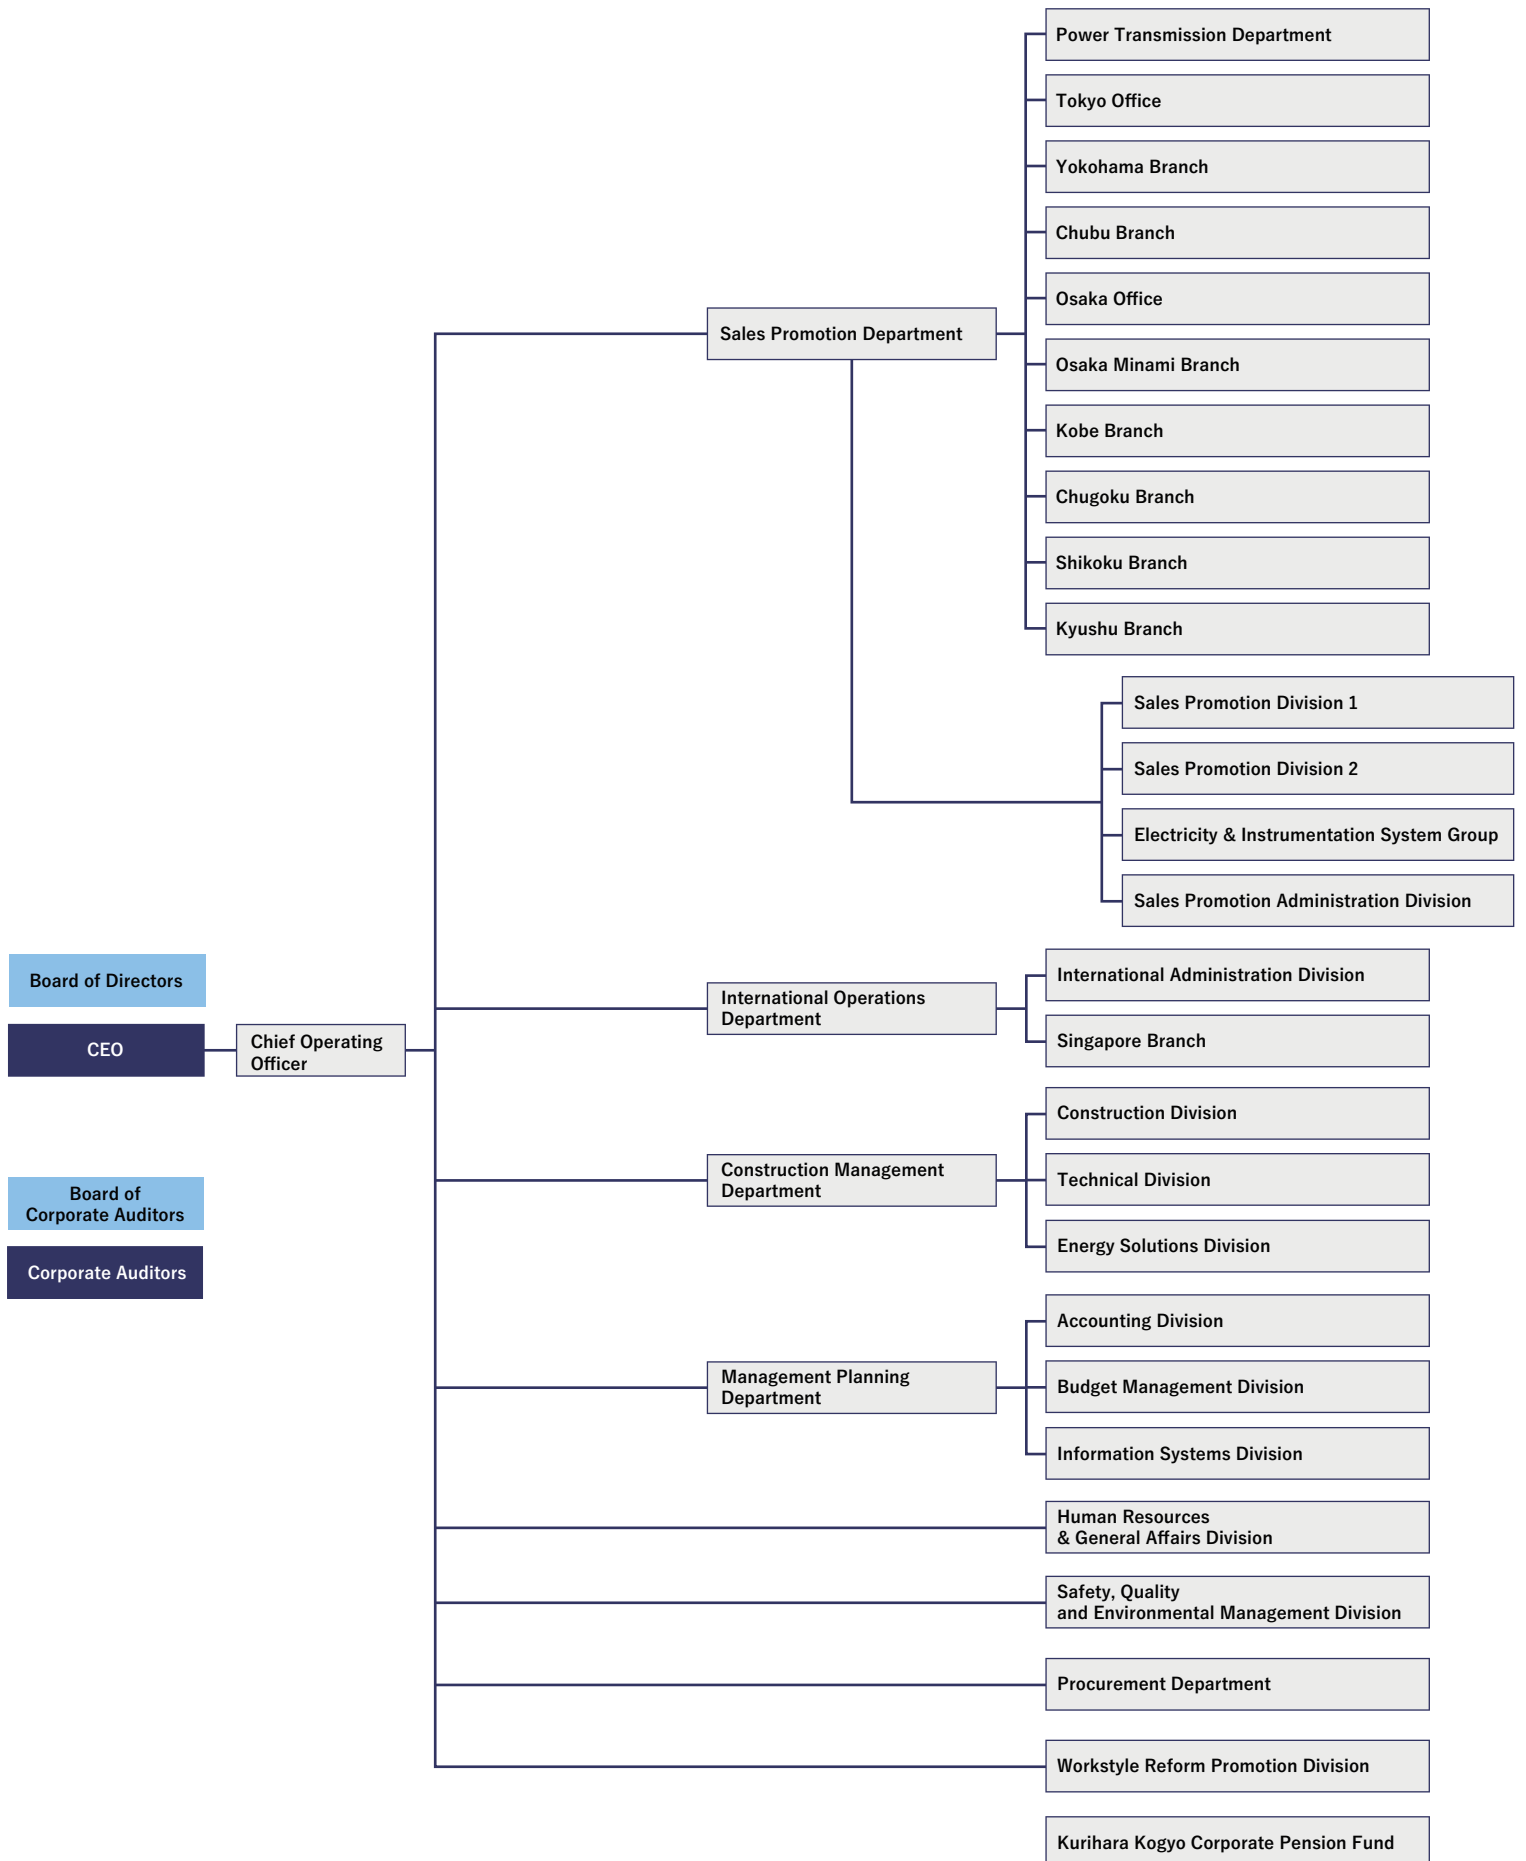 Power Transmission Department
Tokyo Office
Yokohama Branch
Chubu Branch
Osaka Office
Sales Promotion Department
Osaka Minami Branch
Kobe Branch
Chugoku Branch
Shikoku Branch
Kyushu Branch
Sales Promotion Division 1
Sales Promotion Division 2
Electricity & Instrumentation System Group
Sales Promotion Administration Division
Board of Directors
CEO
Chief Operating
Officer
Board of
Corporate Auditors
Corporate Auditors
International Operations
Department
International Administration Division
Singapore Branch
Construction Management
Department
Construction Division
Technical Division
Energy Solutions Division
Management Planning
Department
Accounting Division
Budget Management Division
Information Systems Division
Human Resources
& General Affairs Division
Safety, Quality
and Environmental Management Division
Procurement Department
Workstyle Reform Promotion Division
Kurihara Kogyo Corporate Pension Fund